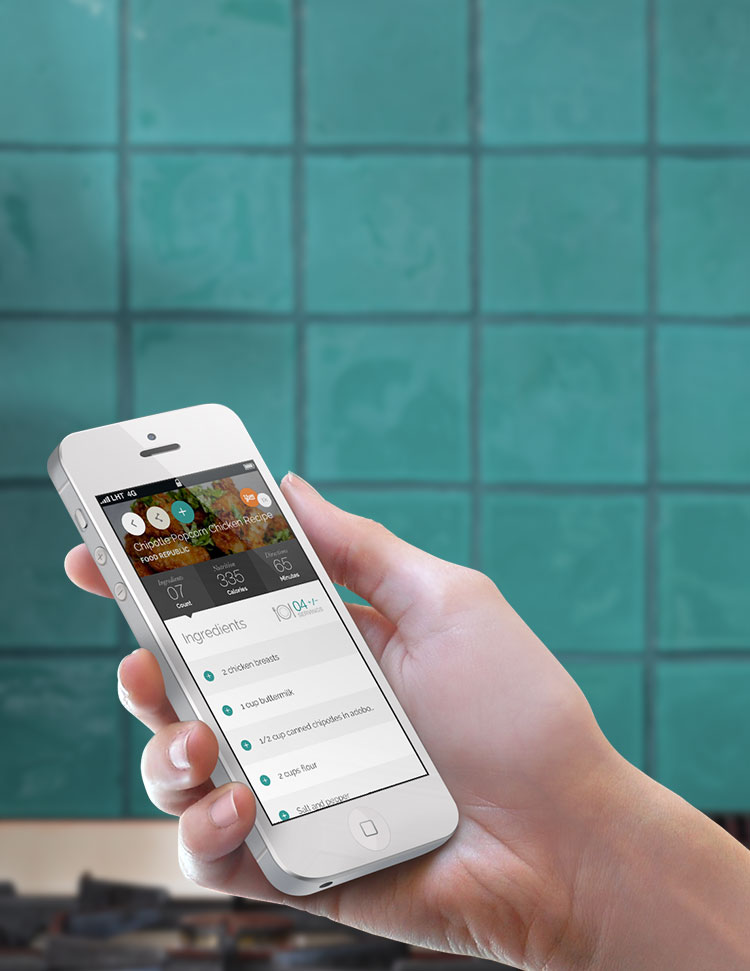 LHT 4G
Chipotle Popcorn Chicken Recipe
FOOD REPUBLIC
Ingredients
07
Count
Nutrition
335
Calories
Directions
65
Minutes
Ingredients
04 +/-
SERVINGS
2 chicken breasts
1 cup buttermilk
1/2 cup canned chipotles in adobo..
2 cups flour
Salt and pepper